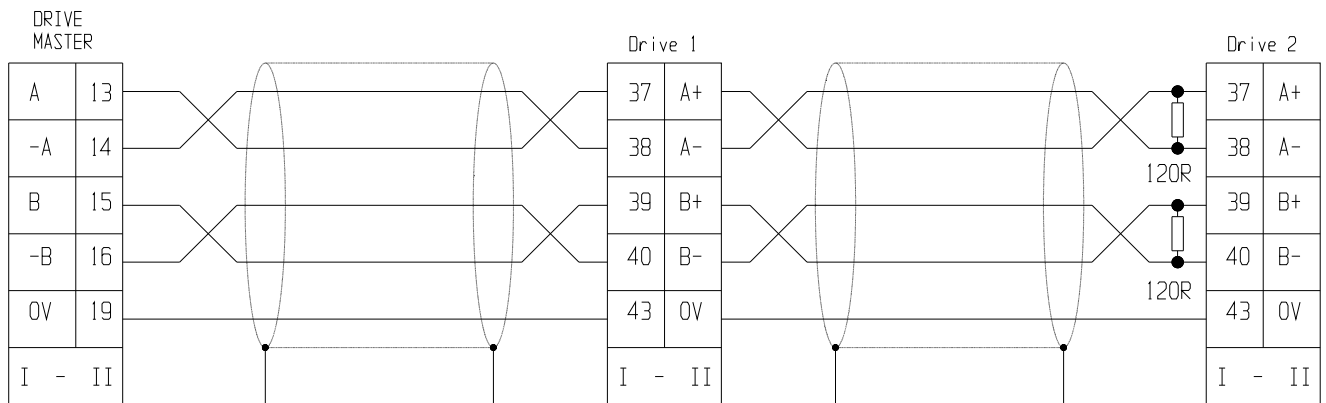 DRIVE
MASTER
Drive 1
Drive 2
A 13
37 A+
37 A+
-A 14
38 A-
38 A-
120R
B 15
39 B+
39 B+
-B 16
40 B-
40 B-
120R
0V 19
43 0V
43 0V
I - II
I - II
I - II